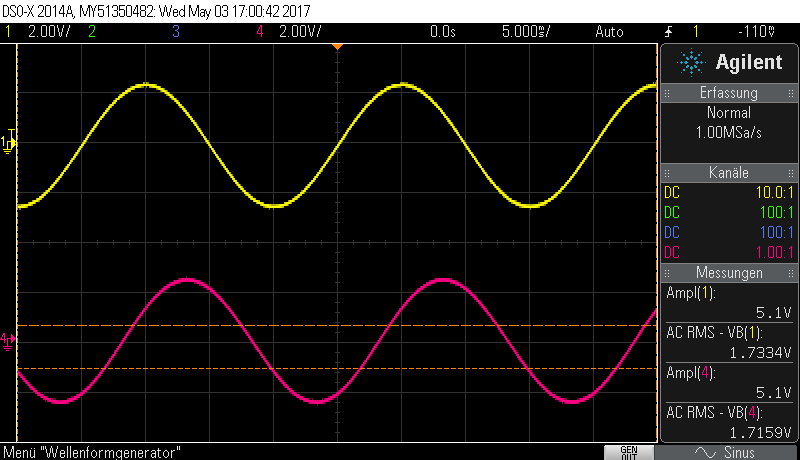 DSO-X 2014A, MY51350482: Wed May 03 17:00:42 2017
1 2.00V/ 2 3 4 2.00V/ 0.0s 5.000ms/ Auto 1 -110mV
Agilent
Erfassung
Normal
1.00MSa/s
Kanäle
DC 10.0:1
DC 100:1
DC 100:1
DC 1.00:1
Messungen
Ampl(1):
5.1V
AC RMS - VB(1):
1.7334V
Ampl(4):
5.1V
AC RMS - VB(4):
1.7159V
T
1
4
Menü "Wellenformgenerator"
GEN OUT
Sinus